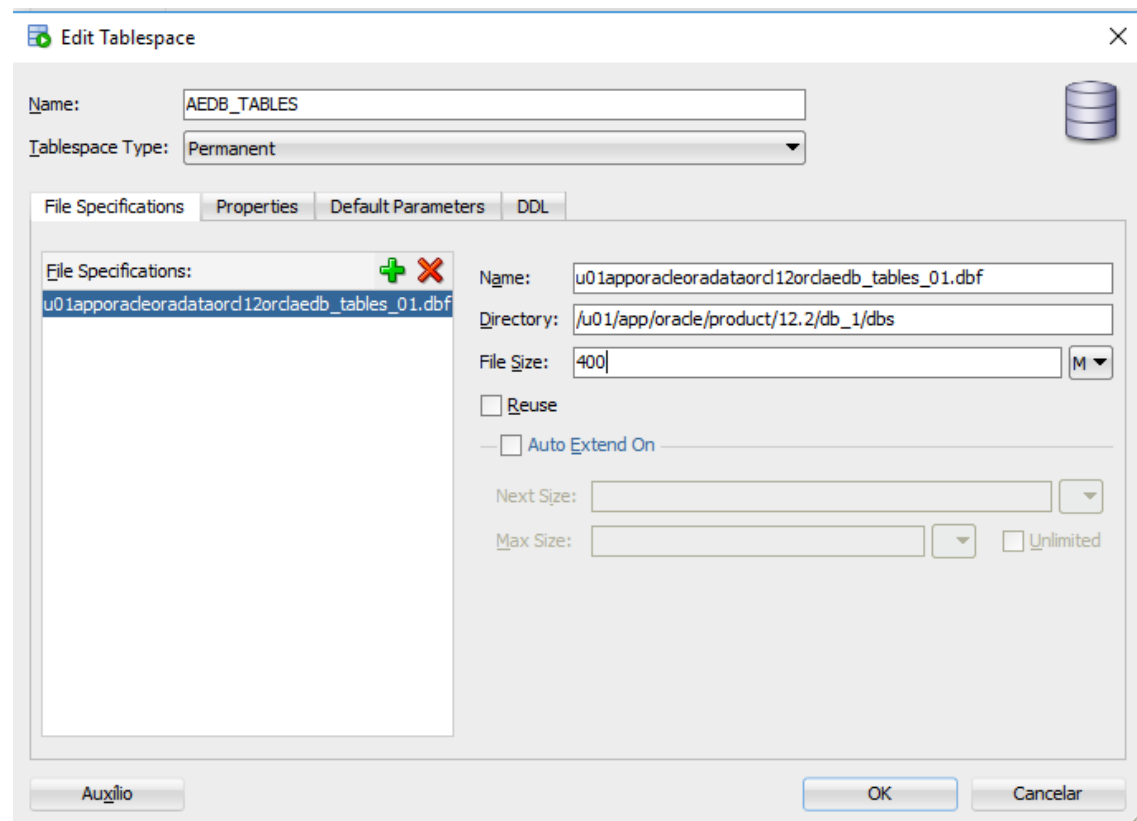 Edit Tablespace
Name: AEDB_TABLES
Tablespace Type: Permanent
File Specifications Properties Default Parameters DDL
File Specifications:
u01apporacleoradataorcl12orclaedb_tables_01.dbf
Name: u01apporacleoradataorcl12orclaedb_tables_01.dbf
Directory: /u01/app/oracle/product/12.2/db_1/dbs
File Size: 400 M
Reuse
Auto Extend On
Next Size:
Max Size: Unlimited
Auxílio OK Cancelar